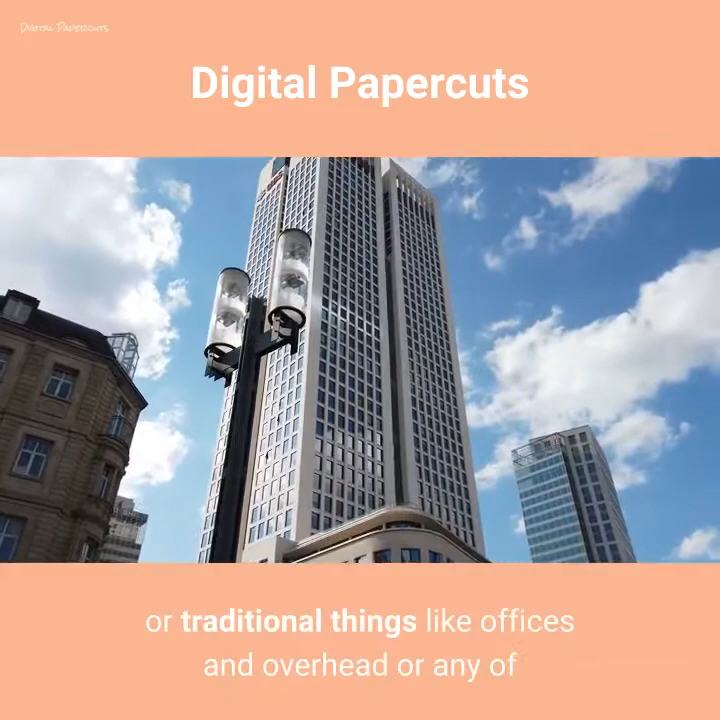 Digital Papercuts
Digital Papercuts
or traditional things like offices
and overhead or any of